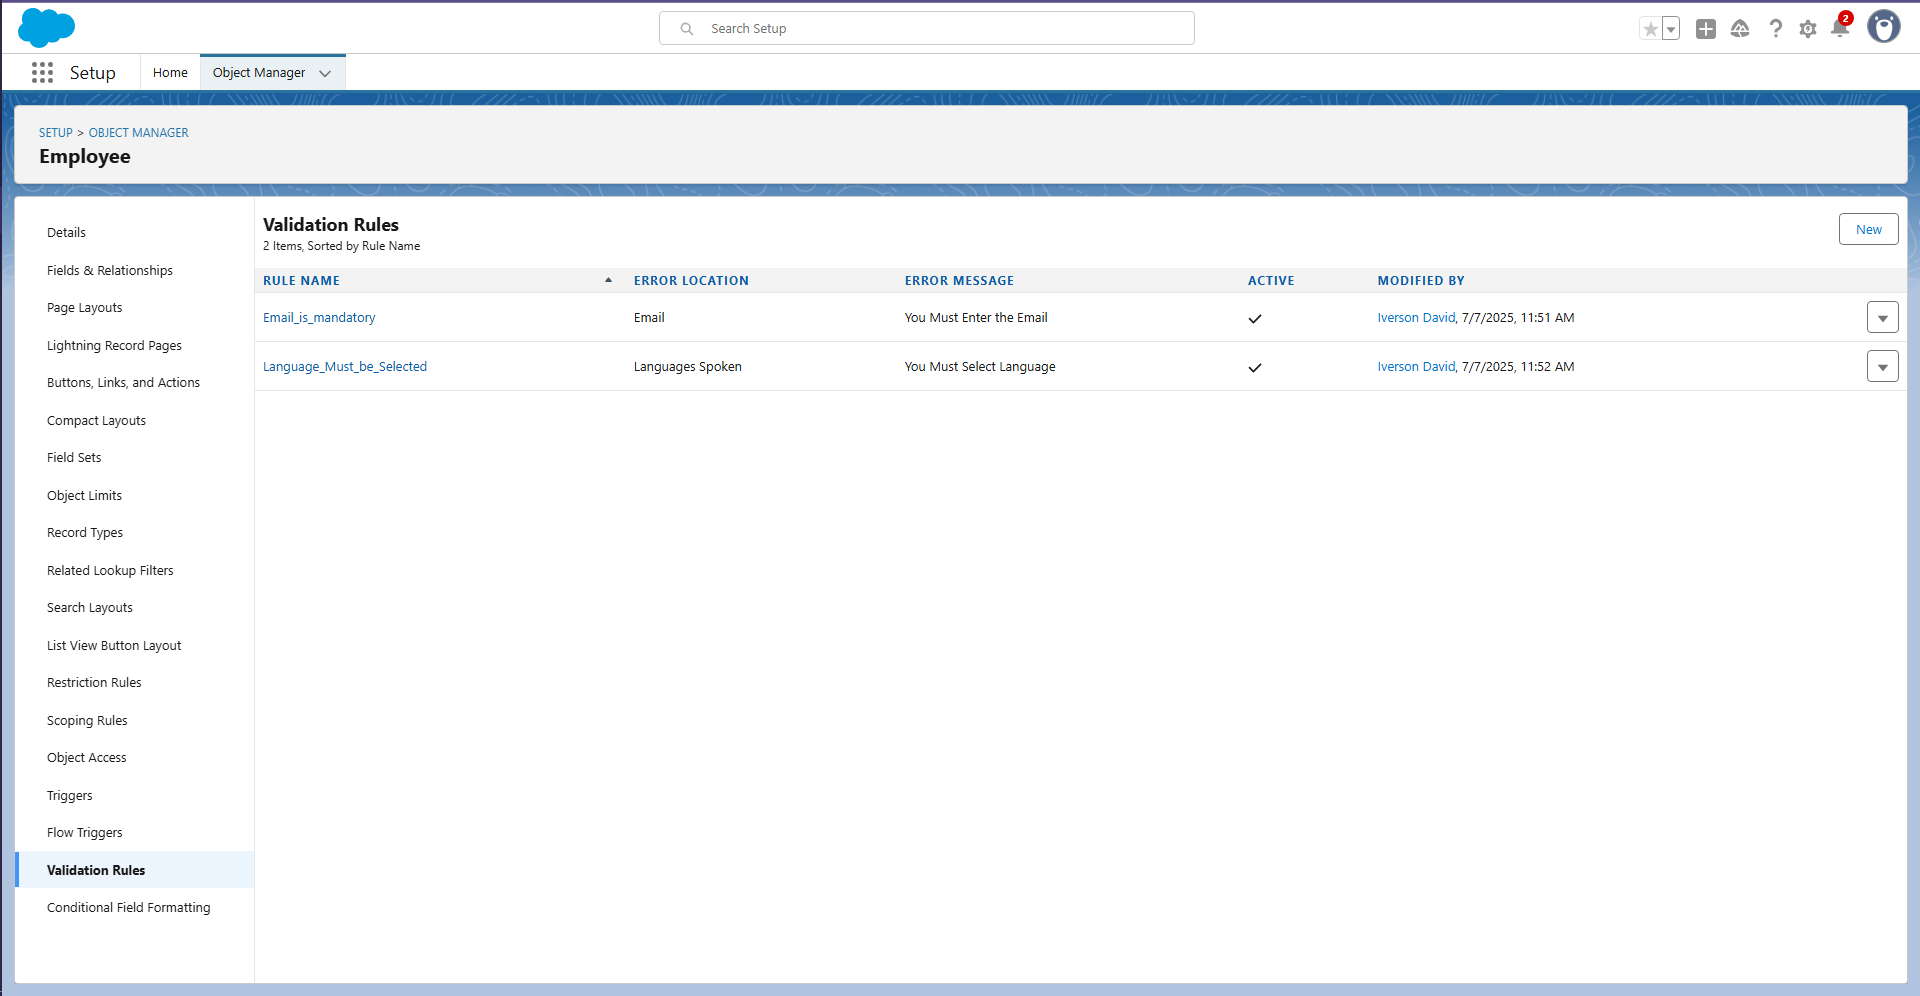 Search Setup
2
Setup
Home
Object Manager
SETUP > OBJECT MANAGER
Employee
Details
Fields & Relationships
Page Layouts
Lightning Record Pages
Buttons, Links, and Actions
Compact Layouts
Field Sets
Object Limits
Record Types
Related Lookup Filters
Search Layouts
List View Button Layout
Restriction Rules
Scoping Rules
Object Access
Triggers
Flow Triggers
Validation Rules
Conditional Field Formatting
Validation Rules
2 Items, Sorted by Rule Name
New
RULE NAME ERROR LOCATION ERROR MESSAGE ACTIVE MODIFIED BY
Email_is_mandatory Email You Must Enter the Email Iverson David, 7/7/2025, 11:51 AM
Language_Must_be_Selected Languages Spoken You Must Select Language Iverson David, 7/7/2025, 11:52 AM